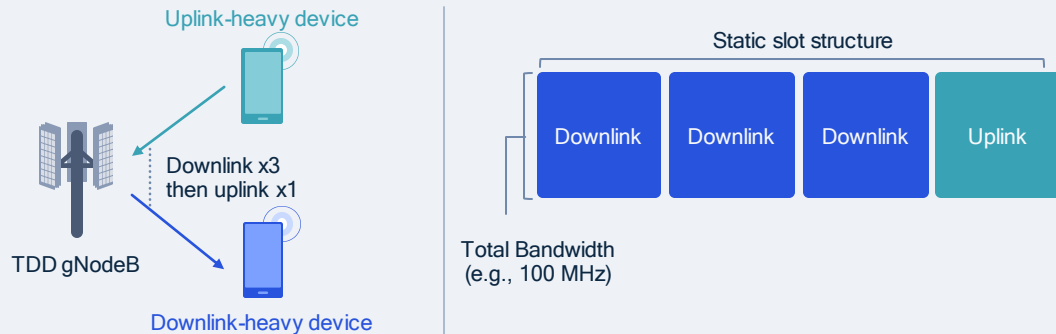 Uplink-heavy device
Downlink x3
then uplink x1
TDD gNodeB
Downlink-heavy device
Static slot structure
Downlink
Downlink
Downlink
Uplink
Total Bandwidth
(e.g., 100 MHz)